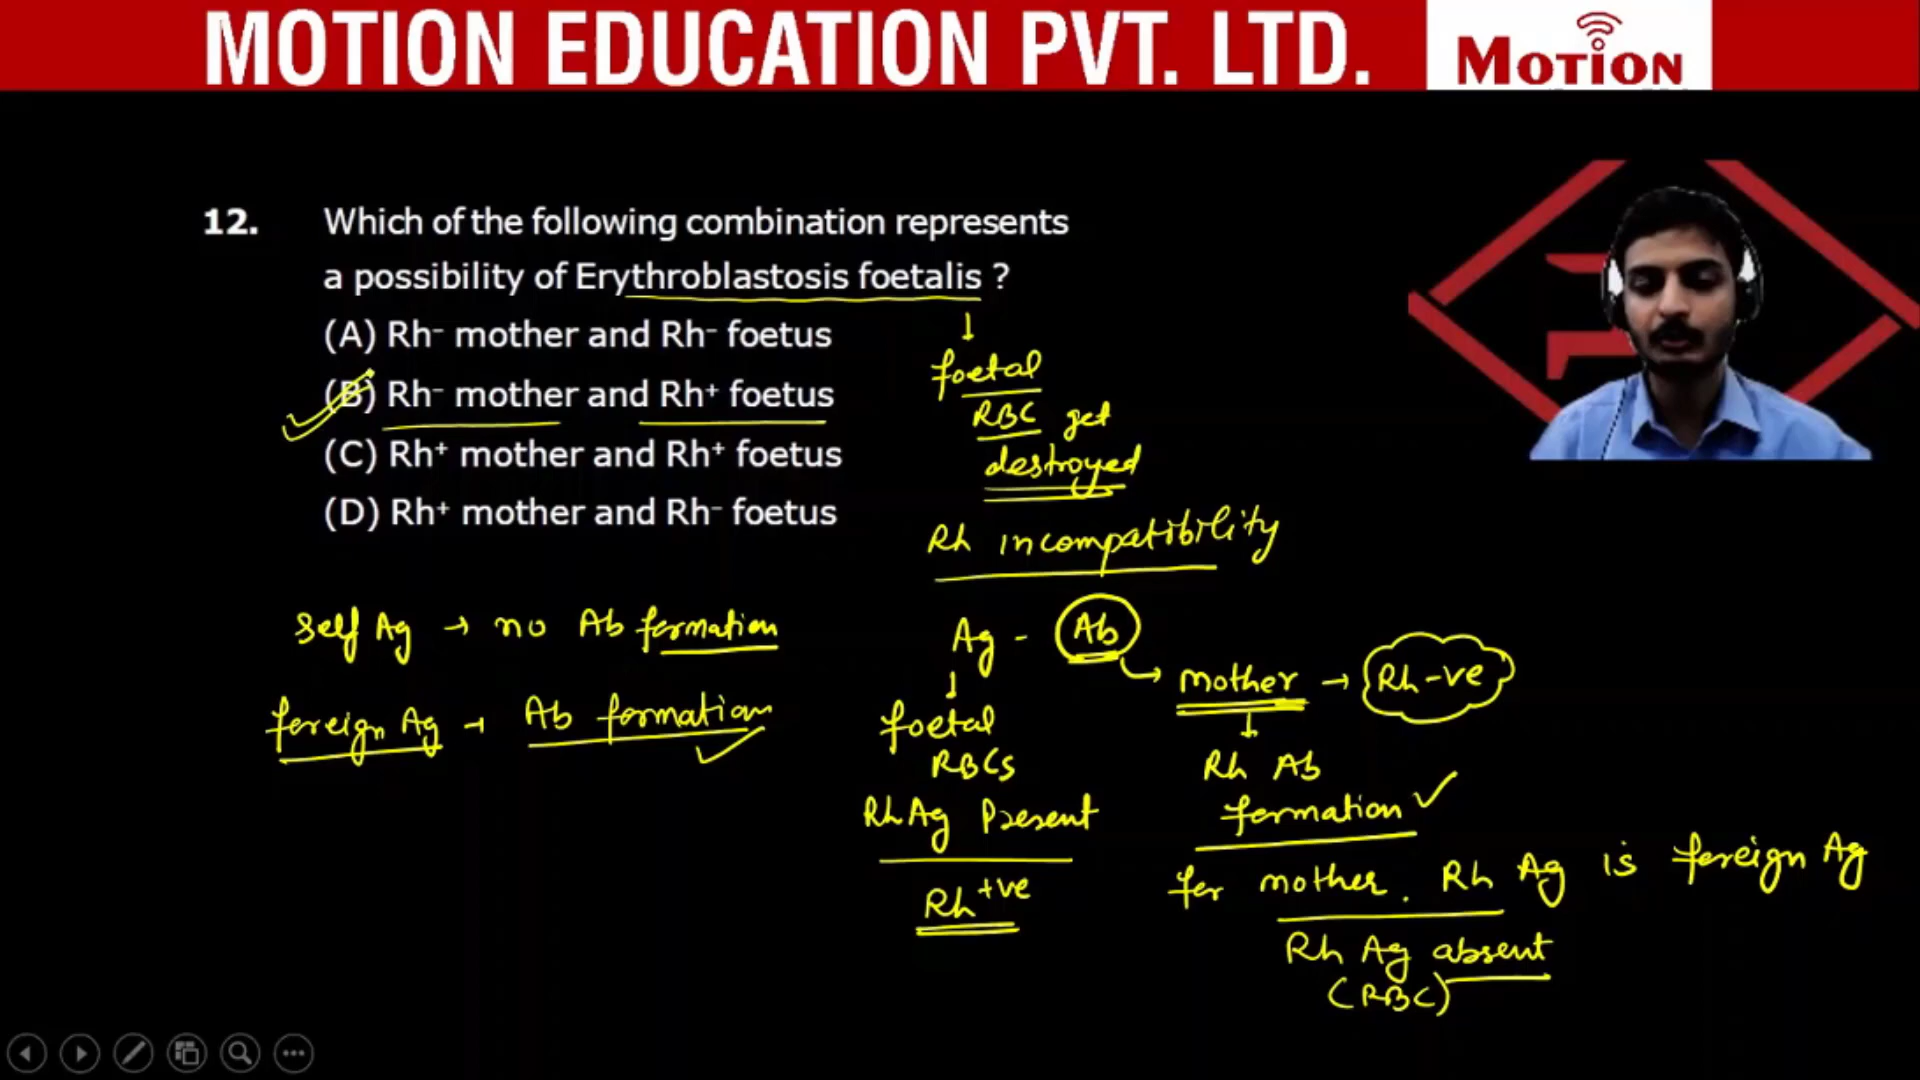 MOTION EDUCATION PVT. LTD.
MOTION
12. Which of the following combination represents
a possibility of Erythroblastosis foetalis ?
(A) Rh⁻ mother and Rh⁻ foetus
(B) Rh⁻ mother and Rh⁺ foetus
(C) Rh⁺ mother and Rh⁺ foetus
(D) Rh⁺ mother and Rh⁻ foetus
foetal
RBC get
destroyed
Rh incompatibility
Self Ag → no Ab formation
foreign Ag → Ab formation
Ag - Ab
mother → Rh -ve
foetal
RBCs
Rh Ag Present
Rh +ve
Rh Ab
formation
for mother. Rh Ag is foreign Ag
Rh Ag absent
(RBC)